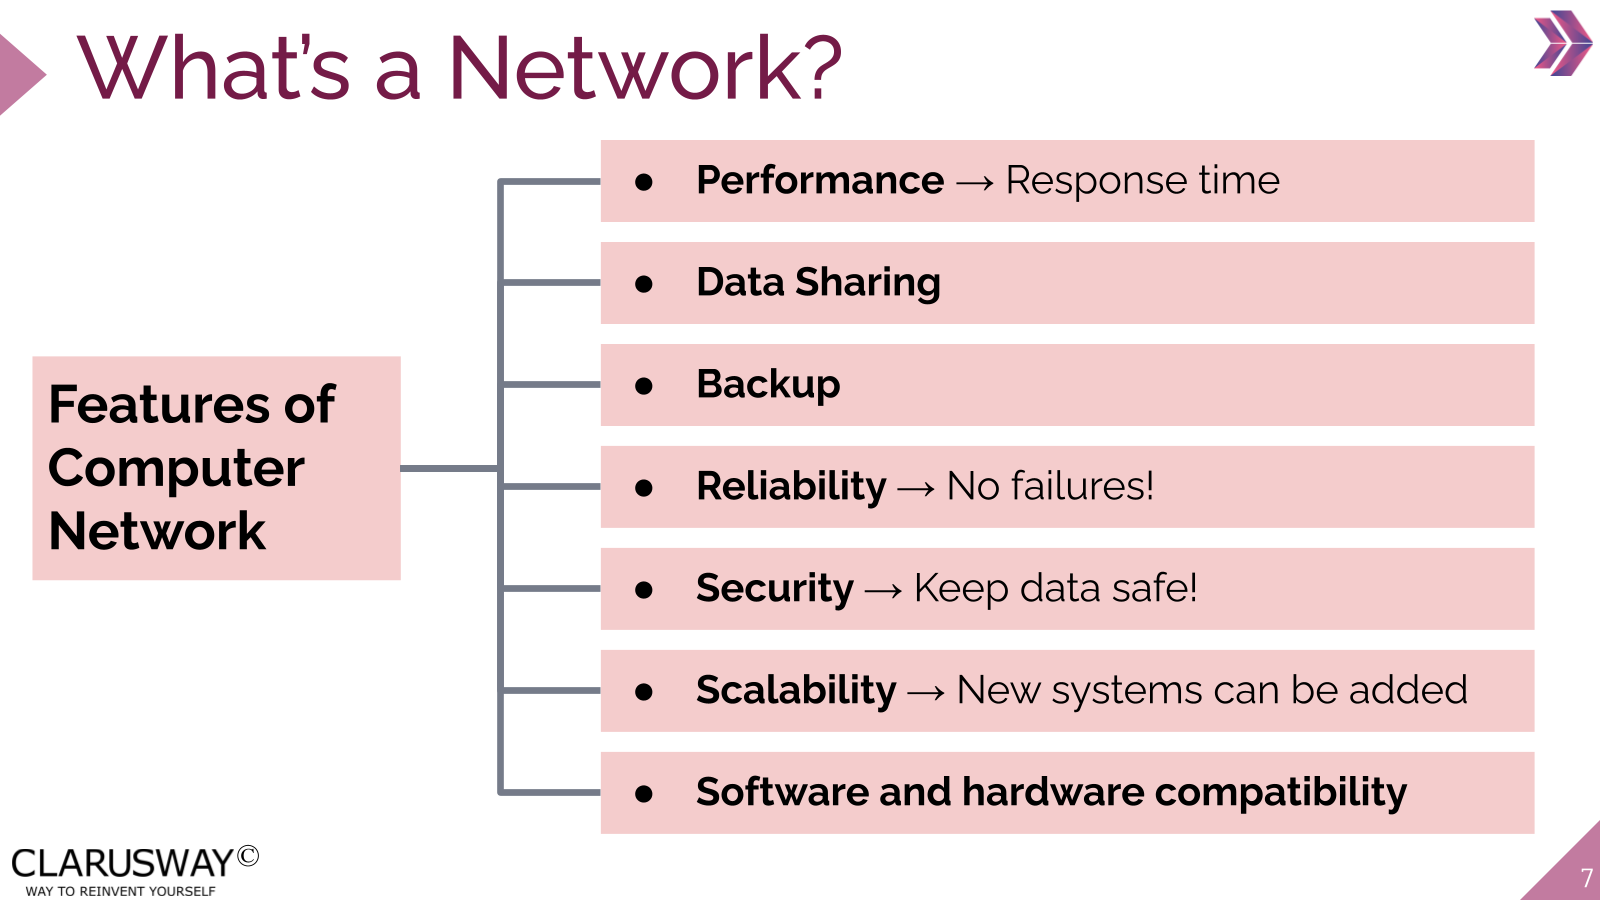 What's a Network?
● Performance → Response time
● Data Sharing
● Backup
Features of
Computer
Network
● Reliability → No failures!
● Security → Keep data safe!
● Scalability → New systems can be added
● Software and hardware compatibility
CLARUSWAY©
WAY TO REINVENT YOURSELF
7